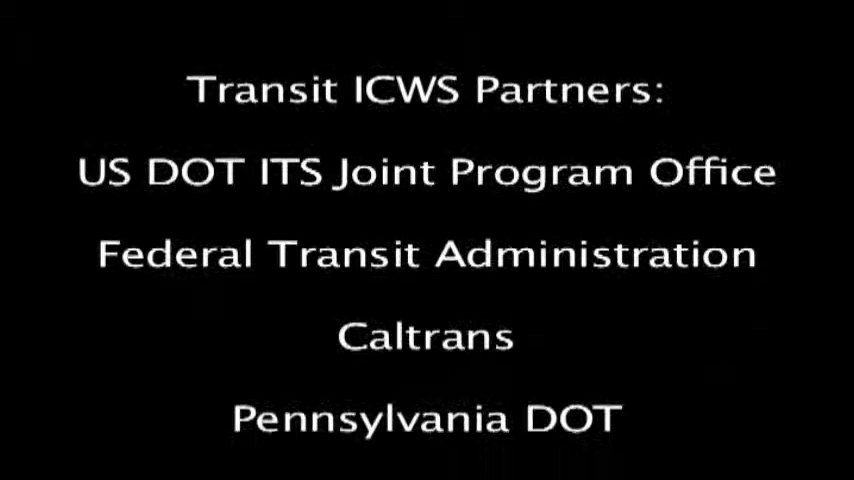 Transit ICWS Partners:
US DOT ITS Joint Program Office
Federal Transit Administration
Caltrans
Pennsylvania DOT